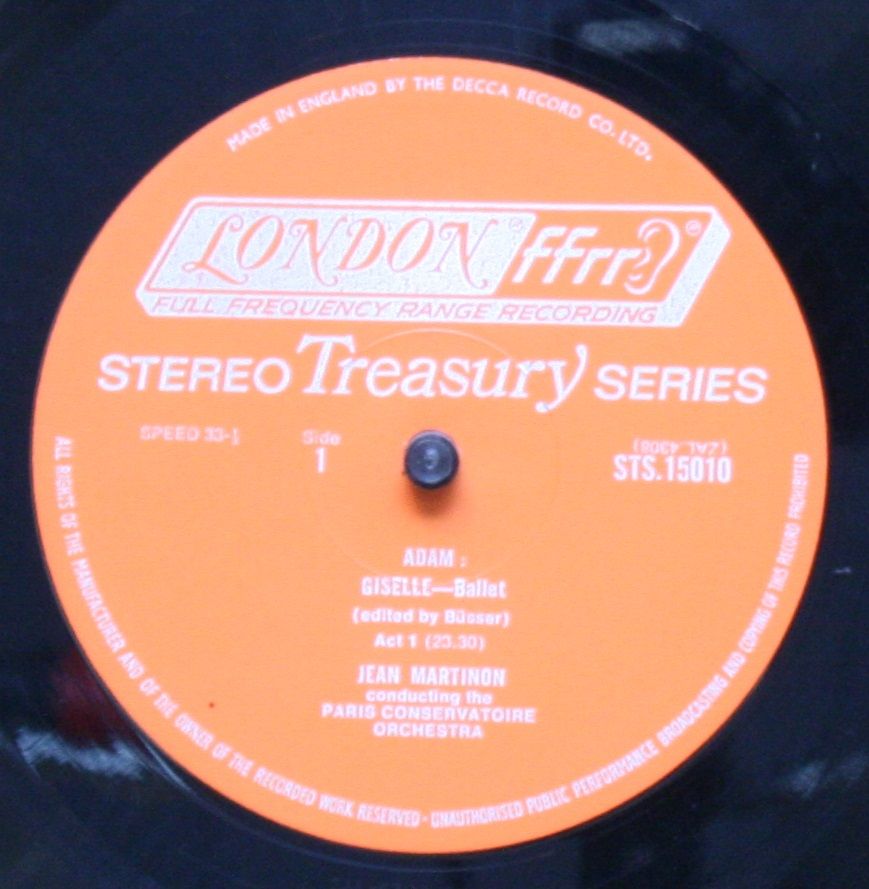 MADE IN ENGLAND BY THE DECCA RECORD CO. LTD.
LONDON ® ffrr ®
FULL FREQUENCY RANGE RECORDING
STEREO Treasury SERIES
SPEED 33-1
Side
1
(ZAL.4308)
STS.15010
ADAM :
GISELLE—Ballet
(edited by Büsser)
Act 1 (23.30)
JEAN MARTINON
conducting the
PARIS CONSERVATOIRE
ORCHESTRA
ALL RIGHTS OF THE MANUFACTURER AND OF THE OWNER OF THE RECORDED WORK RESERVED · UNAUTHORISED PUBLIC PERFORMANCE BROADCASTING AND COPYING OF THIS RECORD PROHIBITED